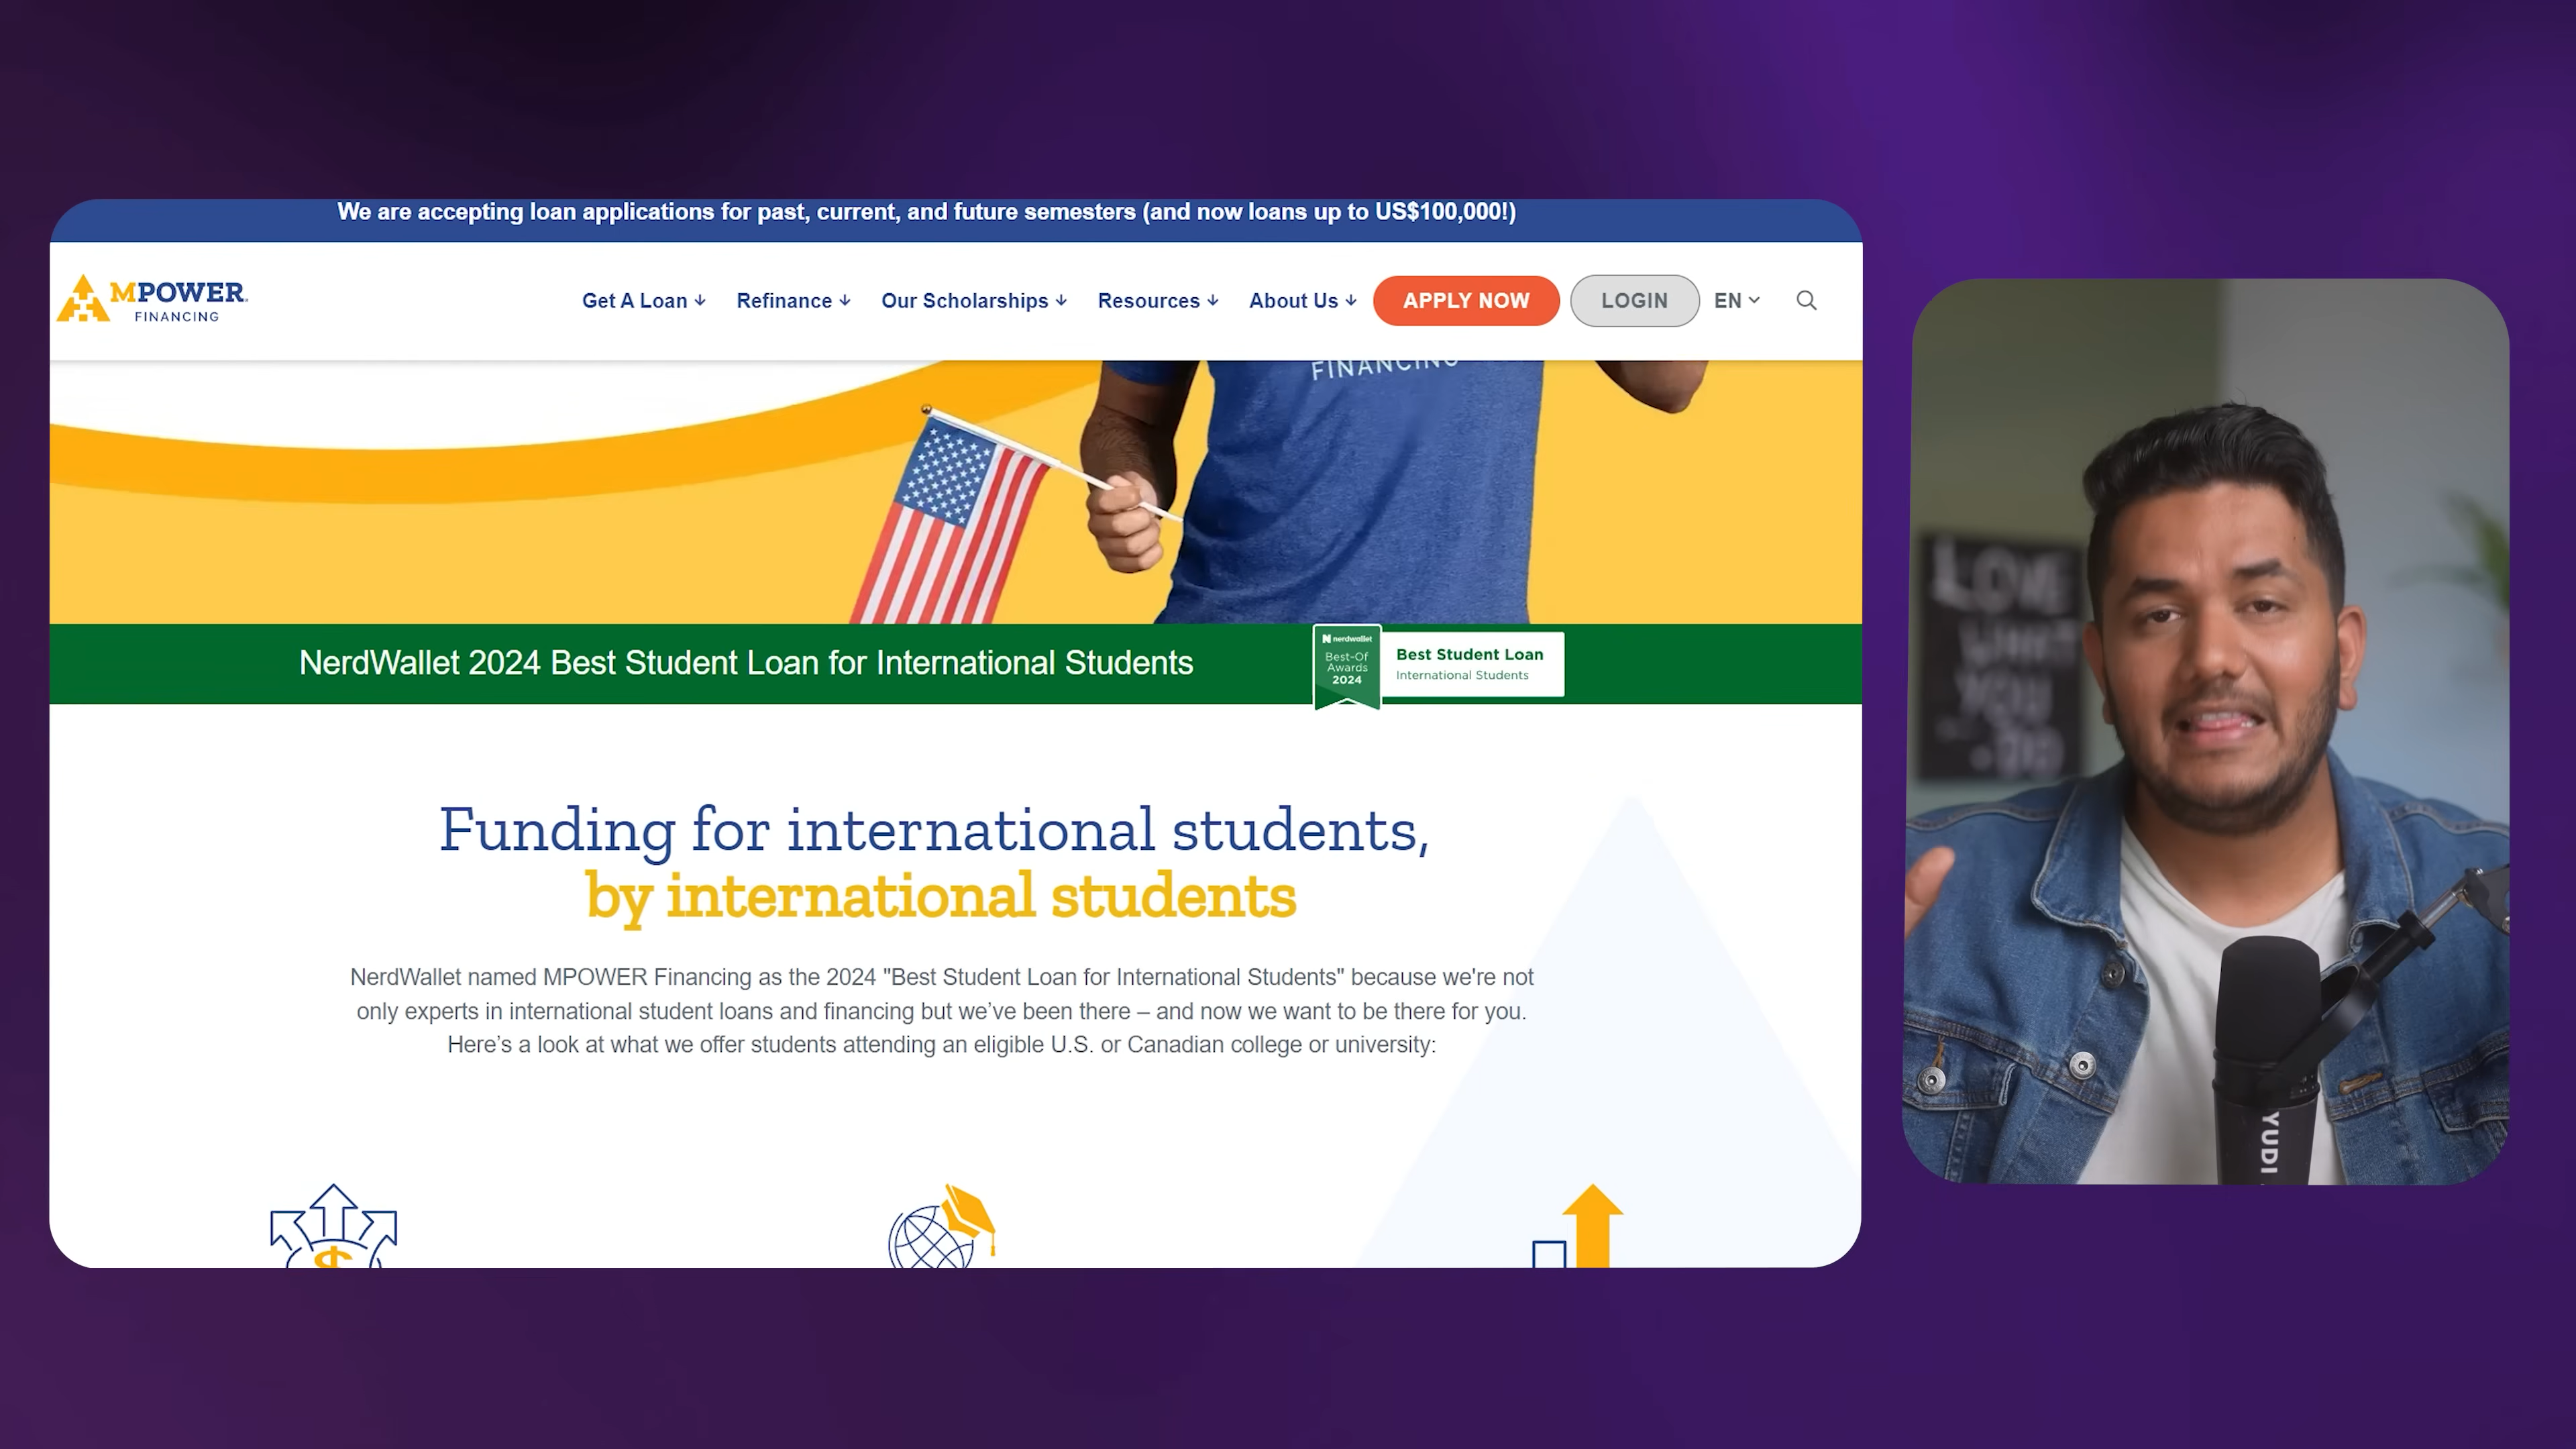 We are accepting loan applications for past, current, and future semesters (and now loans up to US$100,000!)
MPOWER
FINANCING
Get A Loan
Refinance
Our Scholarships
Resources
About Us
APPLY NOW
LOGIN
EN
FINANCING
NerdWallet 2024 Best Student Loan for International Students
nerdwallet
Best-Of
Awards
2024
Best Student Loan
International Students
Funding for international students,
by international students
NerdWallet named MPOWER Financing as the 2024 "Best Student Loan for International Students" because we're not
only experts in international student loans and financing but we’ve been there – and now we want to be there for you.
Here’s a look at what we offer students attending an eligible U.S. or Canadian college or university:
$
LOVE
WHAT
YOU
DO
YUDI